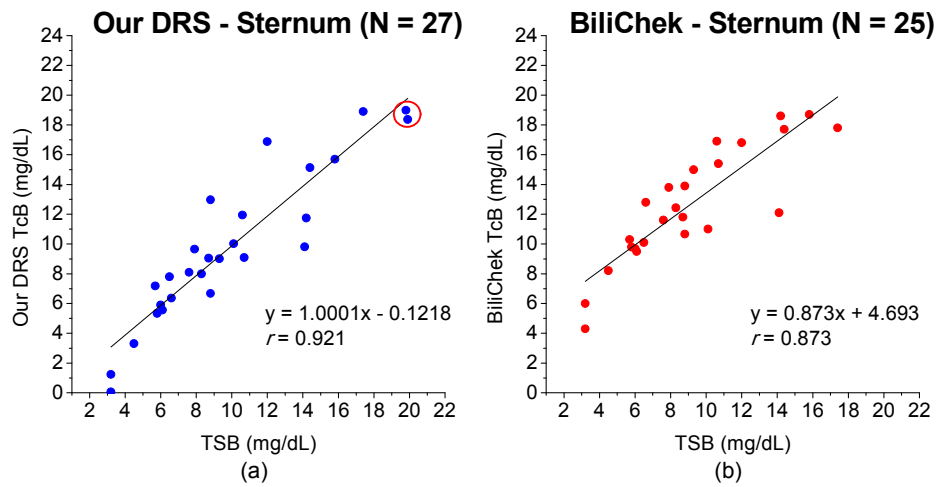 Our DRS - Sternum (N = 27)
24
22
20
18
16
14
12
10
8
6
4
2
0
Our DRS TcB (mg/dL)
y = 1.0001x - 0.1218
r = 0.921
2 4 6 8 10 12 14 16 18 20 22
TSB (mg/dL)
(a)
BiliChek - Sternum (N = 25)
24
22
20
18
16
14
12
10
8
6
4
2
0
BiliChek TcB (mg/dL)
y = 0.873x + 4.693
r = 0.873
2 4 6 8 10 12 14 16 18 20 22
TSB (mg/dL)
(b)